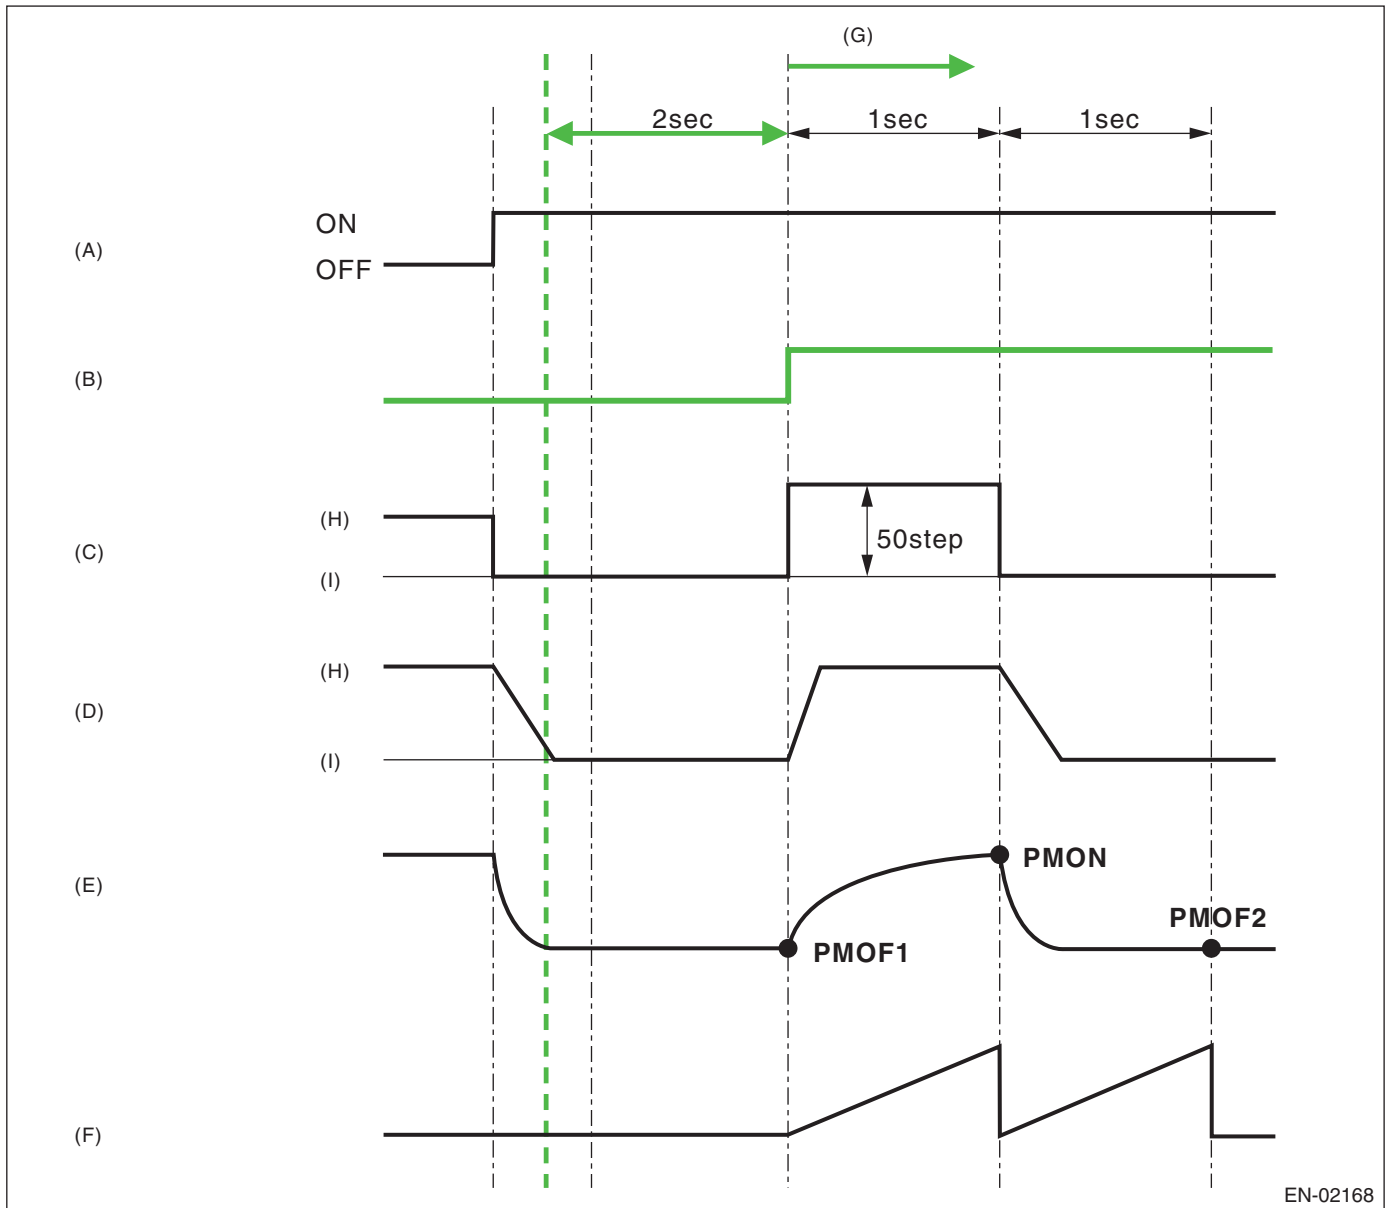 (G)
2sec 1sec 1sec
ON
(A)
OFF
(B)
(H)
50step
(C)
(I)
(H)
(D)
(I)
PMON
(E)
PMOF2
PMOF1
(F)
EN-02168